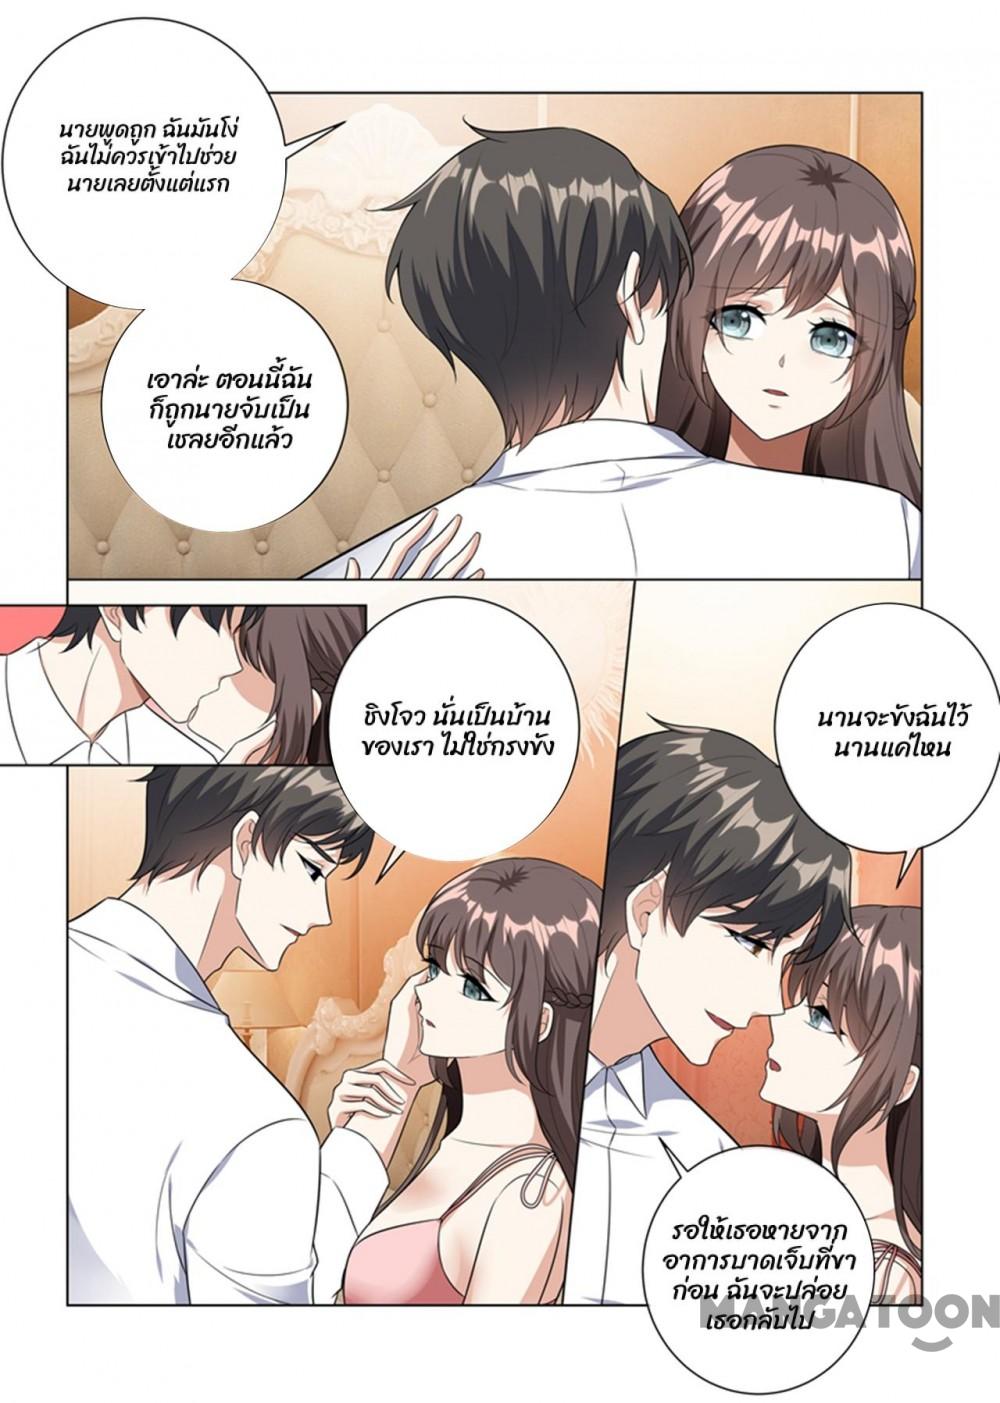 นายพูดถูก ฉันมันโง่
ฉันไม่ควรเข้าไปช่วย
นายเลยตั้งแต่แรก
เอาล่ะ ตอนนี้ฉัน
ก็ถูกนายจับเป็น
เชลยอีกแล้ว
ชิงโจว นั่นเป็นบ้าน
ของเรา ไม่ใช่กรงขัง
นานจะขังฉันไว้
นานแค่ไหน
รอให้เธอหายจาก
อาการบาดเจ็บที่ขา
ก่อน ฉันจะปล่อย
เธอกลับไป
MANGATOON